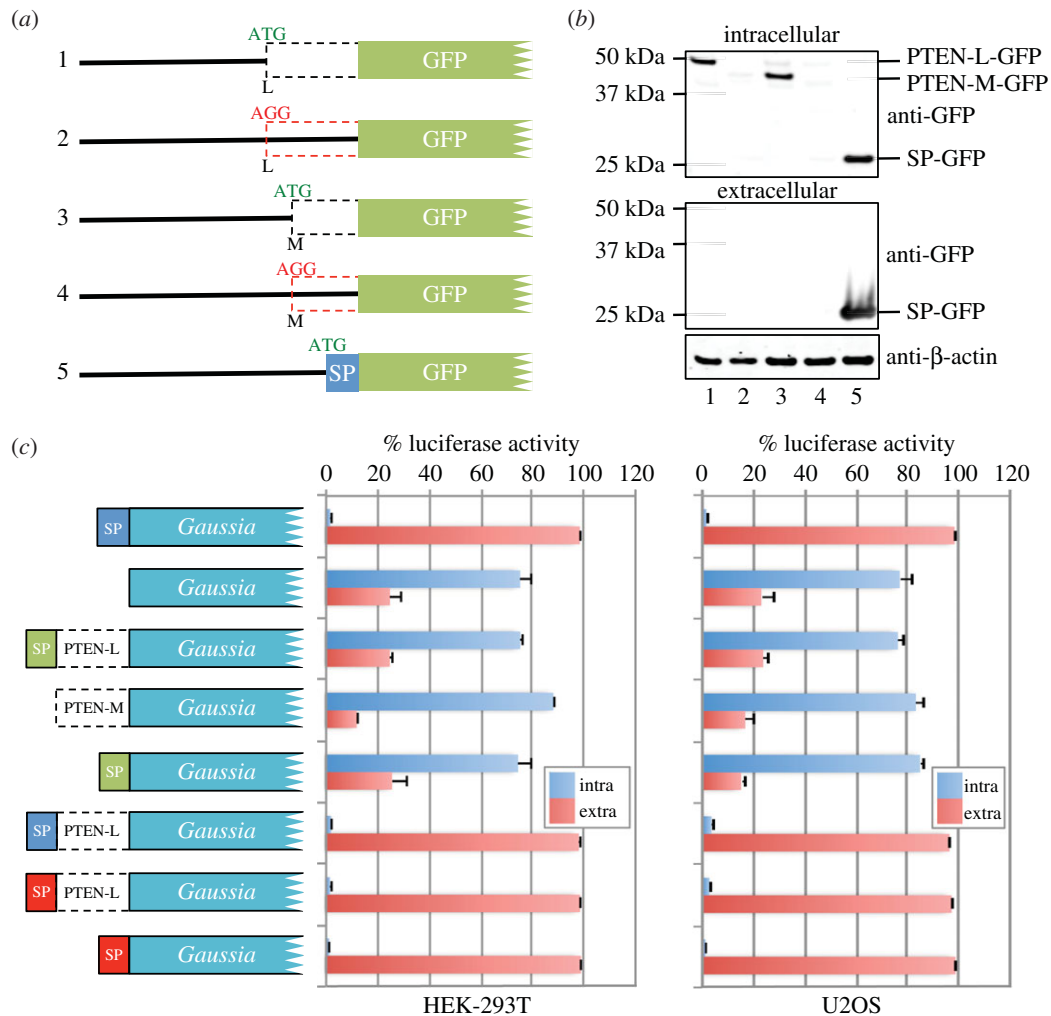 (a)
ATG
1
GFP
L
AGG
2
GFP
L
ATG
3
GFP
M
AGG
4
GFP
M
ATG
5
SP
GFP
(b)
intracellular
50 kDa
PTEN-L-GFP
PTEN-M-GFP
37 kDa
anti-GFP
25 kDa
SP-GFP
extracellular
50 kDa
37 kDa
anti-GFP
25 kDa
SP-GFP
anti-β-actin
1 2 3 4 5
(c)
% luciferase activity
0 20 40 60 80 100 120
% luciferase activity
0 20 40 60 80 100 120
SP Gaussia
Gaussia
SP PTEN-L Gaussia
PTEN-M Gaussia
SP Gaussia
SP PTEN-L Gaussia
SP PTEN-L Gaussia
SP Gaussia
intra
extra
intra
extra
HEK-293T
U2OS